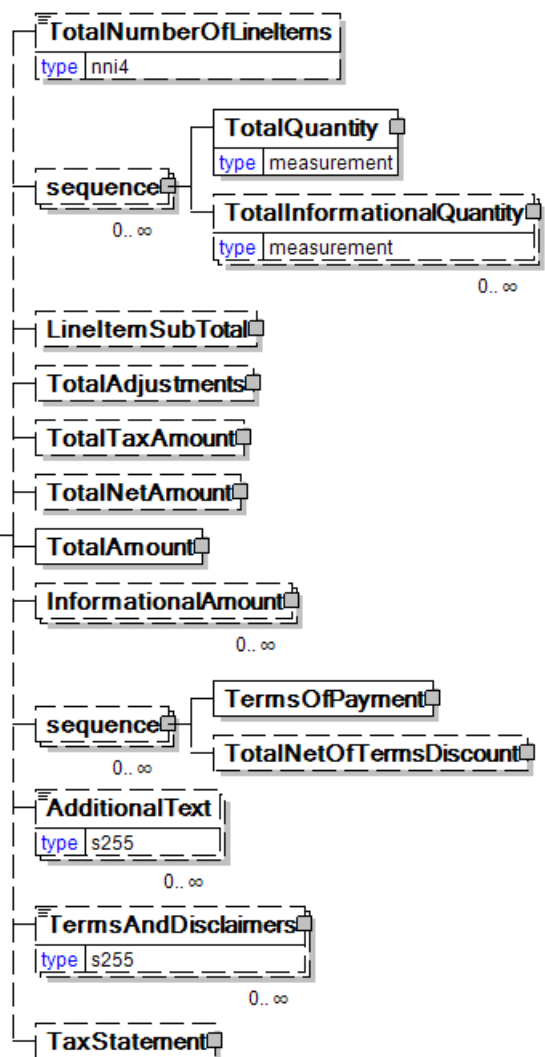 TotalNumberOfLineItems
type nni4
TotalQuantity
type measurement
sequence
0.. ∞
TotalInformationalQuantity
type measurement
0.. ∞
LineItemSubTotal
TotalAdjustments
TotalTaxAmount
TotalNetAmount
TotalAmount
InformationalAmount
0.. ∞
TermsOfPayment
sequence
0.. ∞
TotalNetOfTermsDiscount
AdditionalText
type s255
0.. ∞
TermsAndDisclaimers
type s255
0.. ∞
TaxStatement